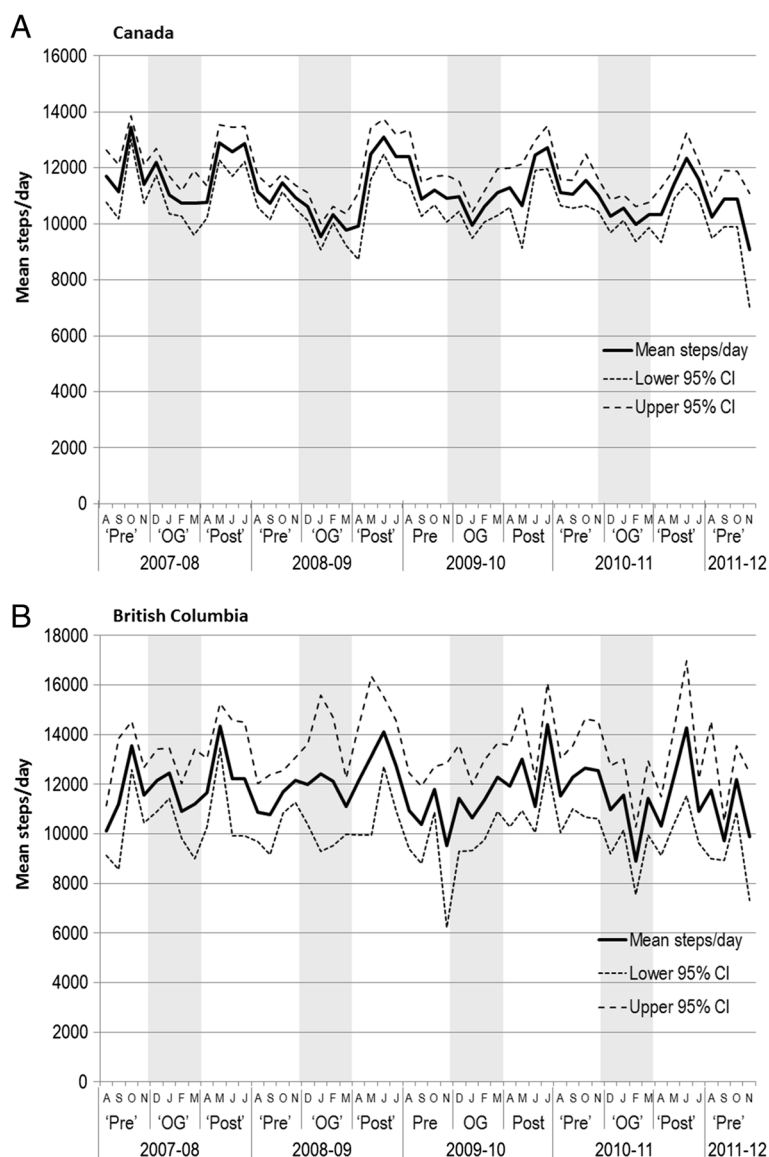 A
Canada
16000
14000
12000
10000
8000
6000
4000
2000
0
Mean steps/day
Mean steps/day
Lower 95% CI
Upper 95% CI
A S O N D J F M A M J J A S O N D J F M A M J J A S O N D J F M A M J J A S O N D J F M A M J J A S O N
'Pre' 'OG' 'Post' 'Pre' 'OG' 'Post' Pre OG Post 'Pre' 'OG' 'Post' 'Pre'
2007-08 2008-09 2009-10 2010-11 2011-12
B
British Columbia
18000
16000
14000
12000
10000
8000
6000
4000
2000
0
Mean steps/day
Mean steps/day
Lower 95% CI
Upper 95% CI
A S O N D J F M A M J J A S O N D J F M A M J J A S O N D J F M A M J J A S O N D J F M A M J J A S O N
'Pre' 'OG' 'Post' 'Pre' 'OG' 'Post' Pre OG Post 'Pre' 'OG' 'Post' 'Pre'
2007-08 2008-09 2009-10 2010-11 2011-12